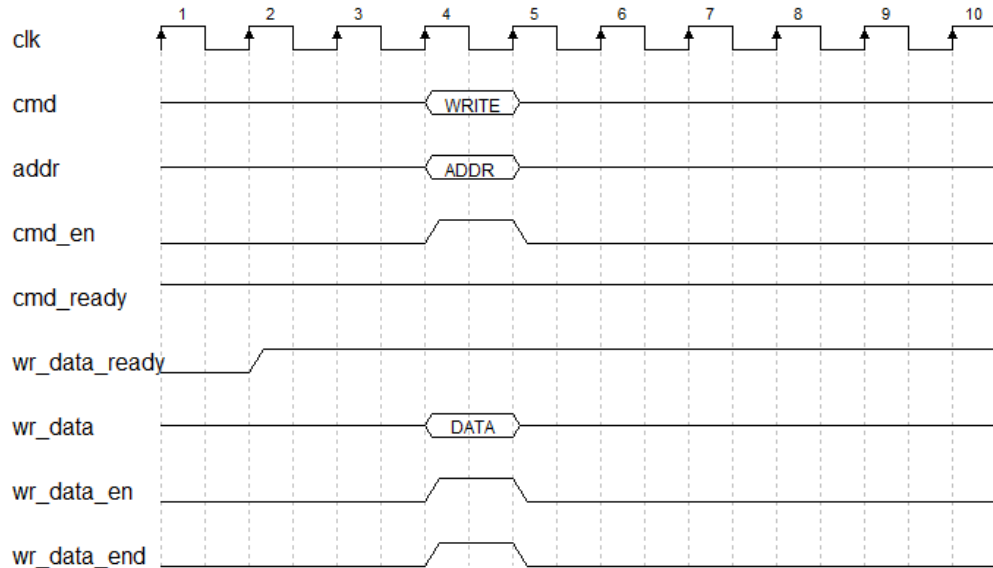 1 2 3 4 5 6 7 8 9 10
clk
cmd WRITE
addr ADDR
cmd_en
cmd_ready
wr_data_ready
wr_data DATA
wr_data_en
wr_data_end